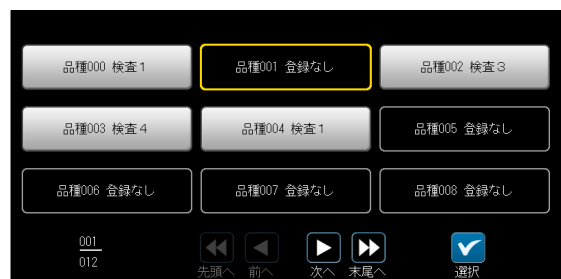 品種000 検査１
品種001 登録なし
品種002 検査３
品種003 検査４
品種004 検査１
品種005 登録なし
品種006 登録なし
品種007 登録なし
品種008 登録なし
001
012
先頭へ 前へ 次へ 末尾へ 選択